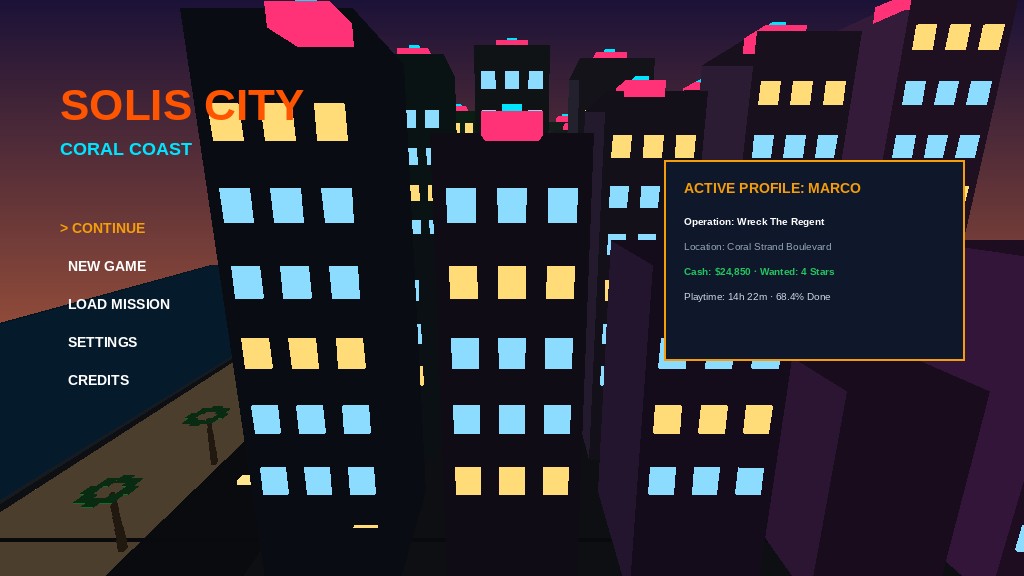 SOLIS CITY
CORAL COAST
> CONTINUE
NEW GAME
LOAD MISSION
SETTINGS
CREDITS
ACTIVE PROFILE: MARCO
Operation: Wreck The Regent
Location: Coral Strand Boulevard
Cash: $24,850 · Wanted: 4 Stars
Playtime: 14h 22m · 68.4% Done